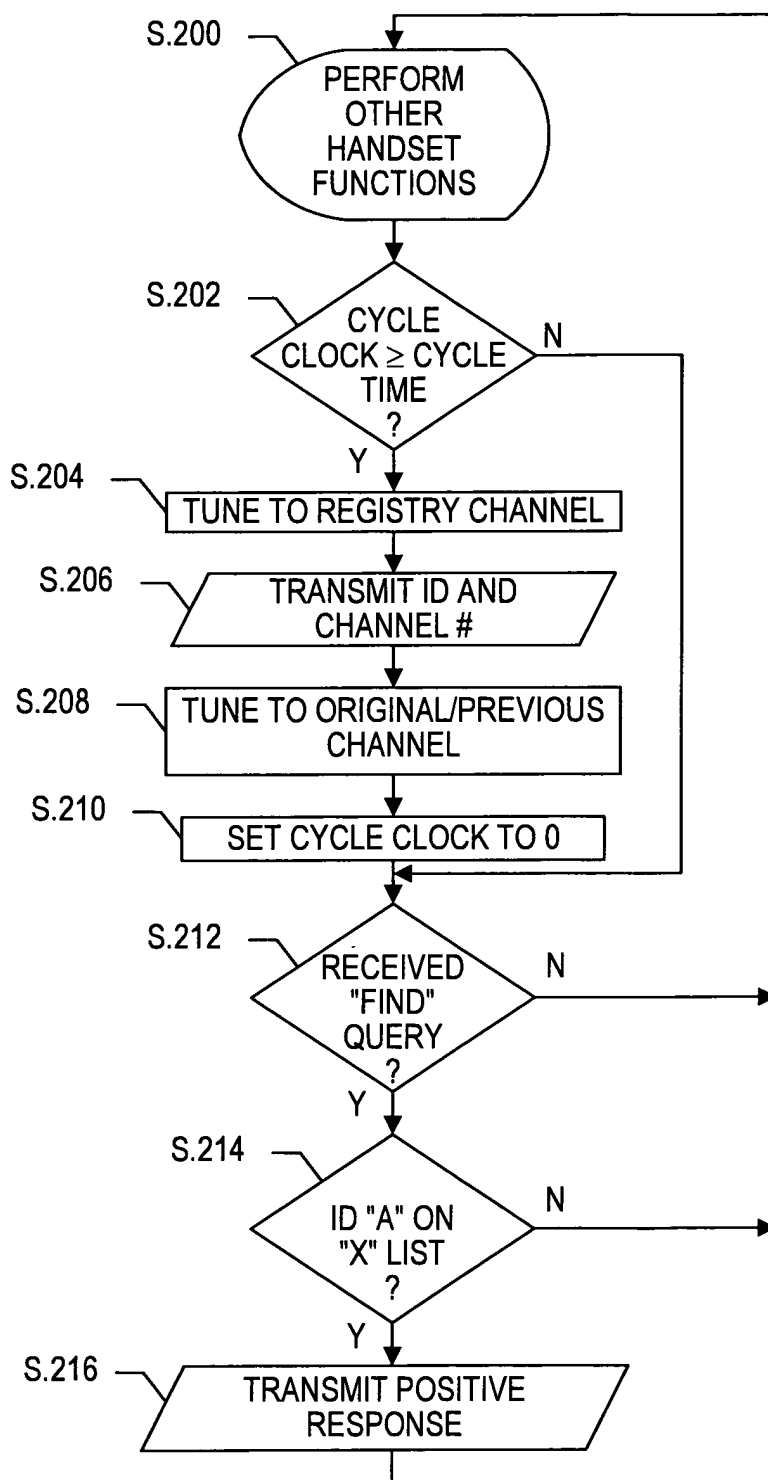 S.200
PERFORM
OTHER
HANDSET
FUNCTIONS
S.202
CYCLE
CLOCK ≥ CYCLE
TIME
?
N
Y
S.204
TUNE TO REGISTRY CHANNEL
S.206
TRANSMIT ID AND
CHANNEL #
S.208
TUNE TO ORIGINAL/PREVIOUS
CHANNEL
S.210
SET CYCLE CLOCK TO 0
S.212
RECEIVED
"FIND"
QUERY
?
N
Y
S.214
ID "A" ON
"X" LIST
?
N
Y
S.216
TRANSMIT POSITIVE
RESPONSE